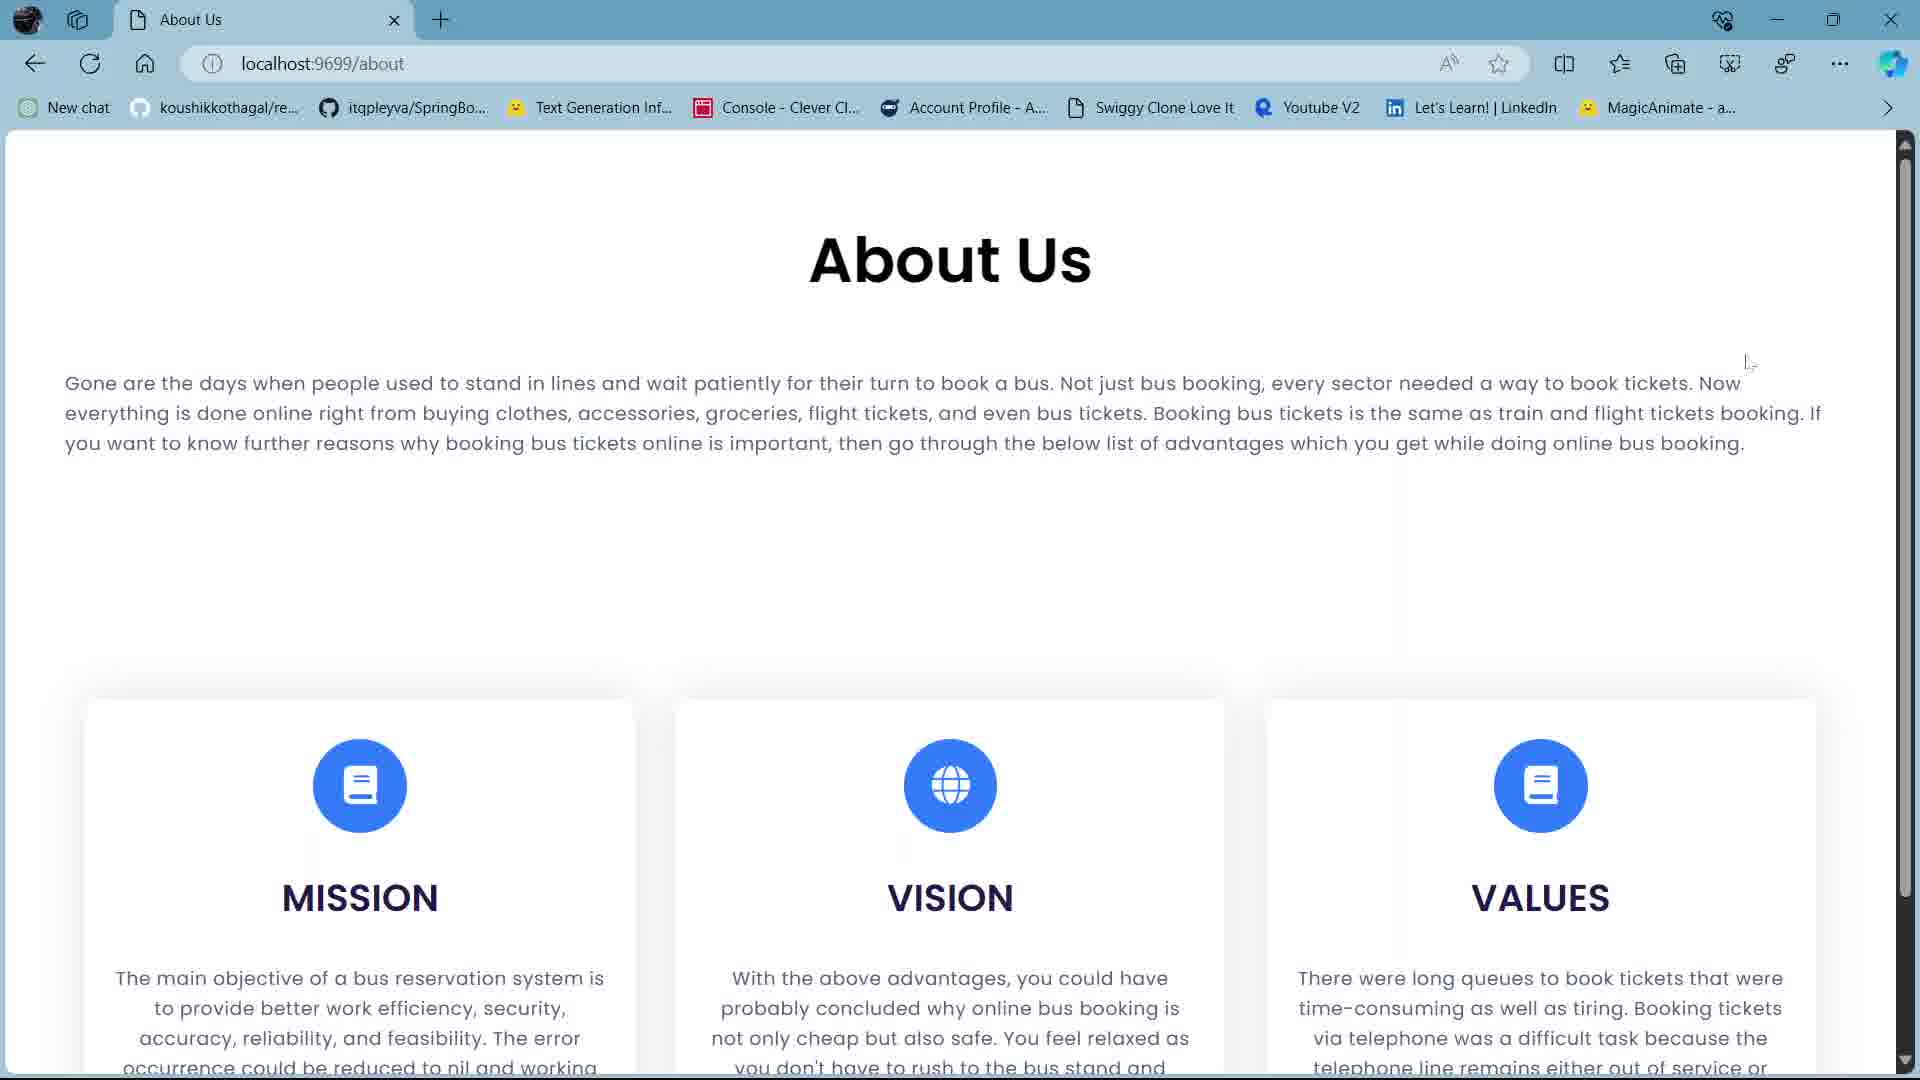 About Us
localhost:9699/about
New chat
koushikkothagal/re...
itqpleyva/SpringBo...
Text Generation Inf...
Console - Clever Cl...
Account Profile - A...
Swiggy Clone Love It
Youtube V2
Let's Learn! | LinkedIn
MagicAnimate - a...
About Us
Gone are the days when people used to stand in lines and wait patiently for their turn to book a bus. Not just bus booking, every sector needed a way to book tickets. Now
everything is done online right from buying clothes, accessories, groceries, flight tickets, and even bus tickets. Booking bus tickets is the same as train and flight tickets booking. If
you want to know further reasons why booking bus tickets online is important, then go through the below list of advantages which you get while doing online bus booking.
MISSION
The main objective of a bus reservation system is
to provide better work efficiency, security,
accuracy, reliability, and feasibility. The error
occurrence could be reduced to nil and working
VISION
With the above advantages, you could have
probably concluded why online bus booking is
not only cheap but also safe. You feel relaxed as
you don't have to rush to the bus stand and
VALUES
There were long queues to book tickets that were
time-consuming as well as tiring. Booking tickets
via telephone was a difficult task because the
telephone line remains either out of service or